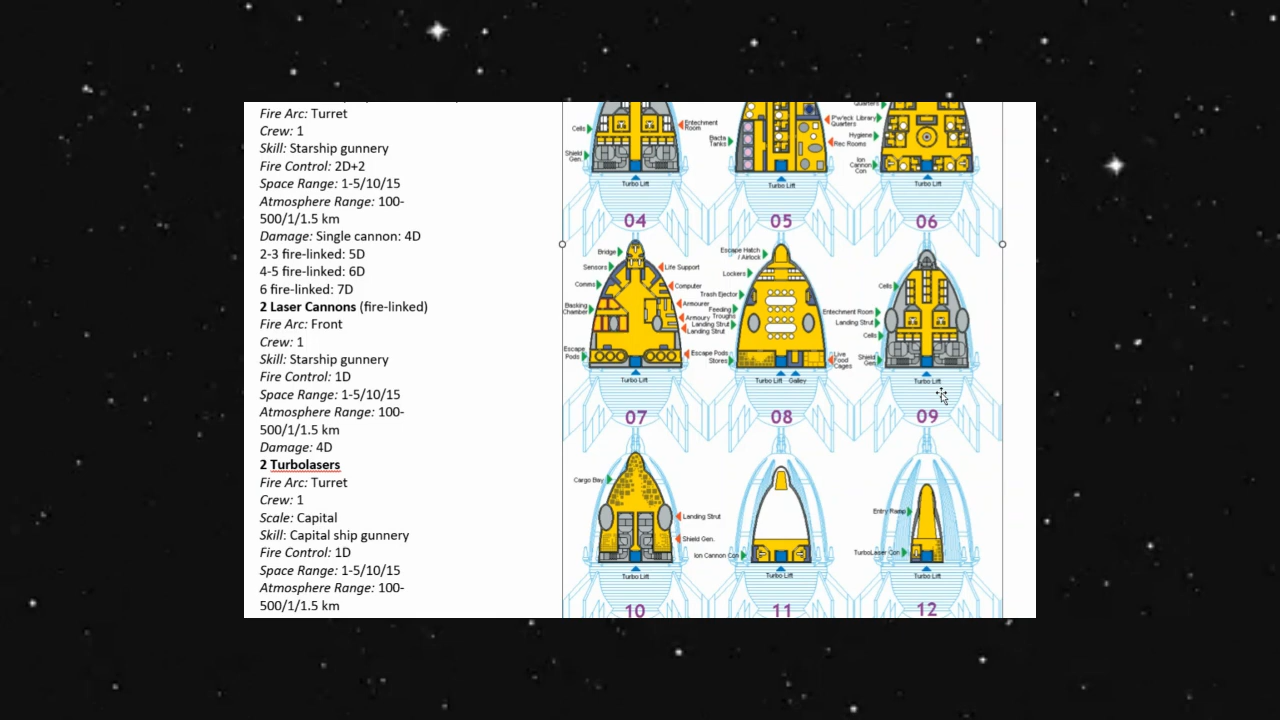 Fire Arc: Turret
Crew: 1
Skill: Starship gunnery
Fire Control: 2D+2
Space Range: 1-5/10/15
Atmosphere Range: 100-
500/1/1.5 km
Damage: Single cannon: 4D
2-3 fire-linked: 5D
4-5 fire-linked: 6D
6 fire-linked: 7D
2 Laser Cannons (fire-linked)
Fire Arc: Front
Crew: 1
Skill: Starship gunnery
Fire Control: 1D
Space Range: 1-5/10/15
Atmosphere Range: 100-
500/1/1.5 km
Damage: 4D
2 Turbolasers
Fire Arc: Turret
Crew: 1
Scale: Capital
Skill: Capital ship gunnery
Fire Control: 1D
Space Range: 1-5/10/15
Atmosphere Range: 100-
500/1/1.5 km
Cells
Shield
Gen.
Entechment
Room
Turbo Lift
04
Bacta
Tanks
Turbo Lift
05
Quarters
P'w'eck
Quarters
Rec Rooms
Library
Hygiene
Ion
Cannon
Con
Turbo Lift
06
Bridge
Sensors
Comms
Basking
Chamber
Escape
Pods
Life Support
Computer
Armourer
Armoury
Landing Strut
Escape Pods
Turbo Lift
07
Escape Hatch
/ Airlock
Lockers
Trash Ejector
Feeding
Troughs
Landing Strut
Stores
Live
Food
Cages
Turbo Lift
Galley
08
Cells
Entechment Room
Landing Strut
Cells
Shield
Gen
Turbo Lift
09
Cargo Bay
Landing Strut
Shield Gen.
Turbo Lift
10
Ion Cannon Con
Turbo Lift
11
Entry Ramp
TurboLaser Con
Turbo Lift
12